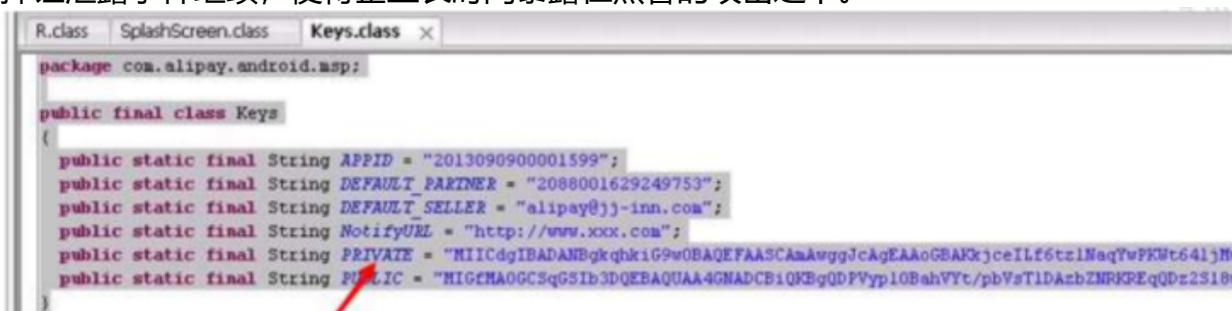 R.class SplashScreen.class Keys.class ×
package com.alipay.android.msp;
public final class Keys
{
public static final String APPID = "2013090900001599";
public static final String DEFAULT_PARTNER = "2088001629249753";
public static final String DEFAULT_SELLER = "alipay@jj-inn.com";
public static final String NotifyURL = "http://www.xxx.com";
public static final String PRIVATE = "MIICdgIBADANBgkqhkiG9w0BAQEFAASCAmAwggJcAgEAAoGBAKkjceILf6tzlNaqYwPKWt64ljM
public static final String PUBLIC = "MIGfMA0GCSqGSIb3DQEBAQUAA4GNADCBiQKBgQDPVypl0BahVYt/pbVsTlDAzbZNRKREqQDz2Sl8
}